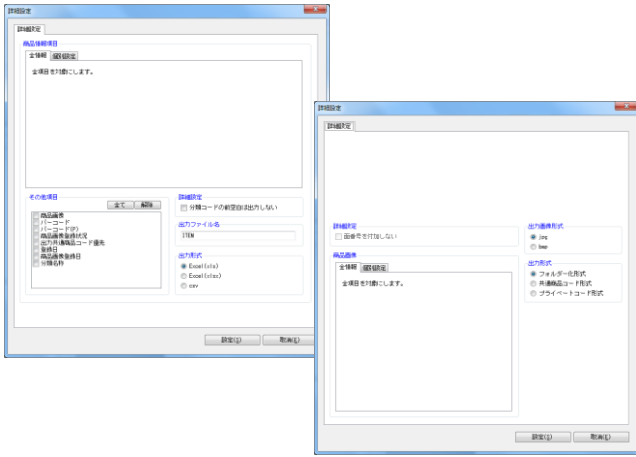 詳細設定
詳細設定
商品情報項目
全情報 個別設定
全項目を対象にします。
その他項目
全て 解除
商品画像
バーコード
バーコード(F)
商品画像登録状況
出力共通商品コード優先
登録日
商品画像登録日
分類名称
詳細設定
分類コードの前空白は出力しない
出力ファイル名
ITEM
出力形式
Excel(xls)
Excel(xlsx)
csv
設定(S) 取消(E)
詳細設定
詳細設定
詳細設定
面番号を付加しない
商品画像
全情報 個別設定
全項目を対象にします。
出力画像形式
jpg
bmp
出力形式
フォルダー化形式
共通商品コード形式
プライベートコード形式
設定(S) 取消(E)